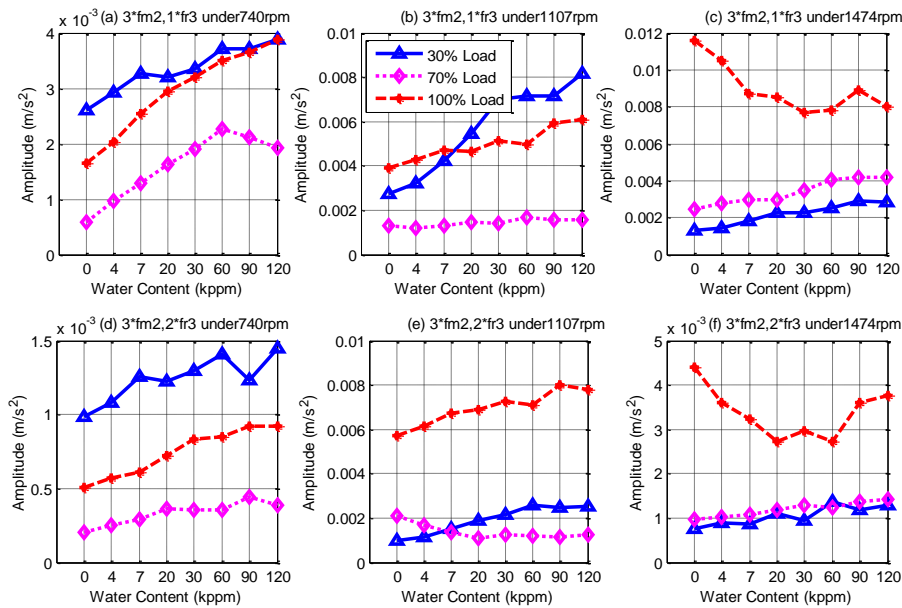 x 10⁻³ (a) 3*fm2,1*fr3 under740rpm
4
3
2
1
0
Amplitude (m/s²)
0 4 7 20 30 60 90 120
Water Content (kppm)
(b) 3*fm2,1*fr3 under1107rpm
0.01
0.008
0.006
0.004
0.002
0
Amplitude (m/s²)
30% Load
70% Load
100% Load
0 4 7 20 30 60 90 120
Water Content (kppm)
(c) 3*fm2,1*fr3 under1474rpm
0.012
0.01
0.008
0.006
0.004
0.002
0
Amplitude (m/s²)
0 4 7 20 30 60 90 120
Water Content (kppm)
x 10⁻³ (d) 3*fm2,2*fr3 under740rpm
1.5
1
0.5
0
Amplitude (m/s²)
0 4 7 20 30 60 90 120
Water Content (kppm)
(e) 3*fm2,2*fr3 under1107rpm
0.01
0.008
0.006
0.004
0.002
0
Amplitude (m/s²)
0 4 7 20 30 60 90 120
Water Content (kppm)
x 10⁻³ (f) 3*fm2,2*fr3 under1474rpm
5
4
3
2
1
0
Amplitude (m/s²)
0 4 7 20 30 60 90 120
Water Content (kppm)